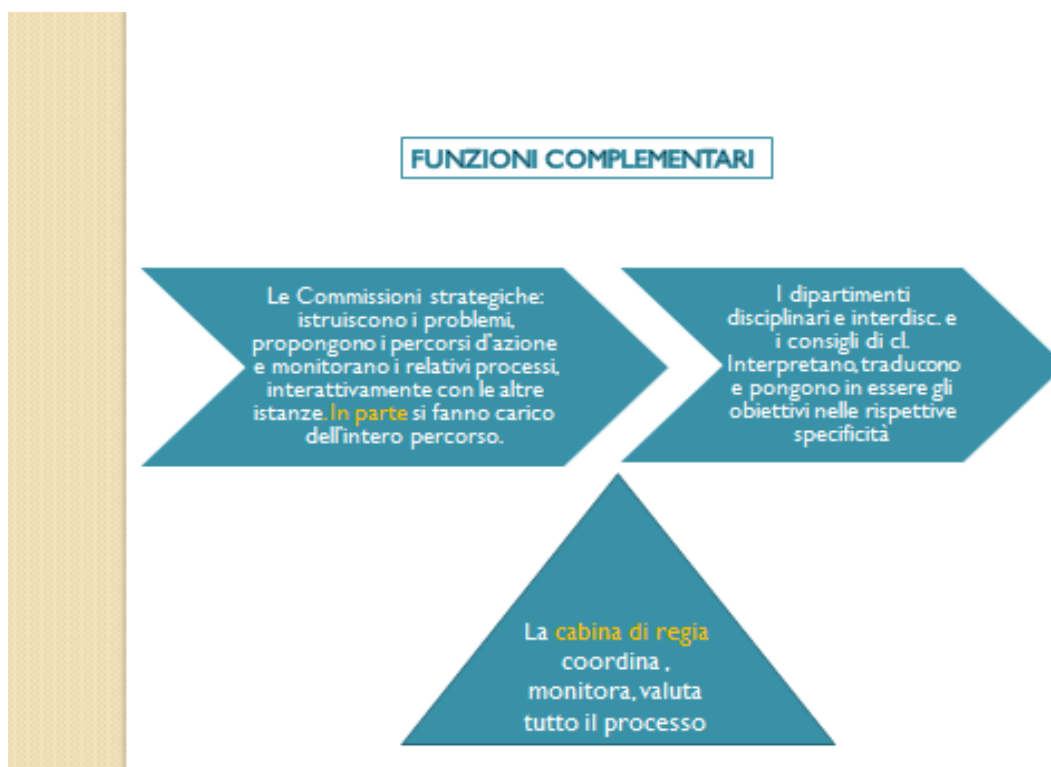 FUNZIONI COMPLEMENTARI
Le Commissioni strategiche:
istruiscono i problemi,
propongono i percorsi d'azione
e monitorano i relativi processi,
interattivamente con le altre
istanze. In parte si fanno carico
dell'intero percorso.
I dipartimenti
disciplinari e interdisc. e
i consigli di cl.
Interpretano, traducono
e pongono in essere gli
obiettivi nelle rispettive
specificità
La cabina di regia
coordina ,
monitora, valuta
tutto il processo